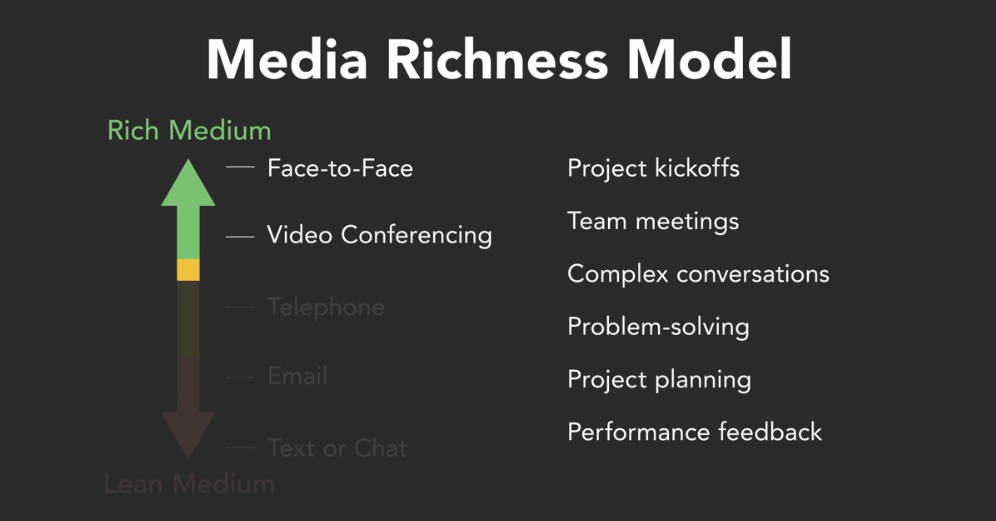 Media Richness Model
Rich Medium
Face-to-Face
Video Conferencing
Telephone
Email
Text or Chat
Lean Medium
Project kickoffs
Team meetings
Complex conversations
Problem-solving
Project planning
Performance feedback